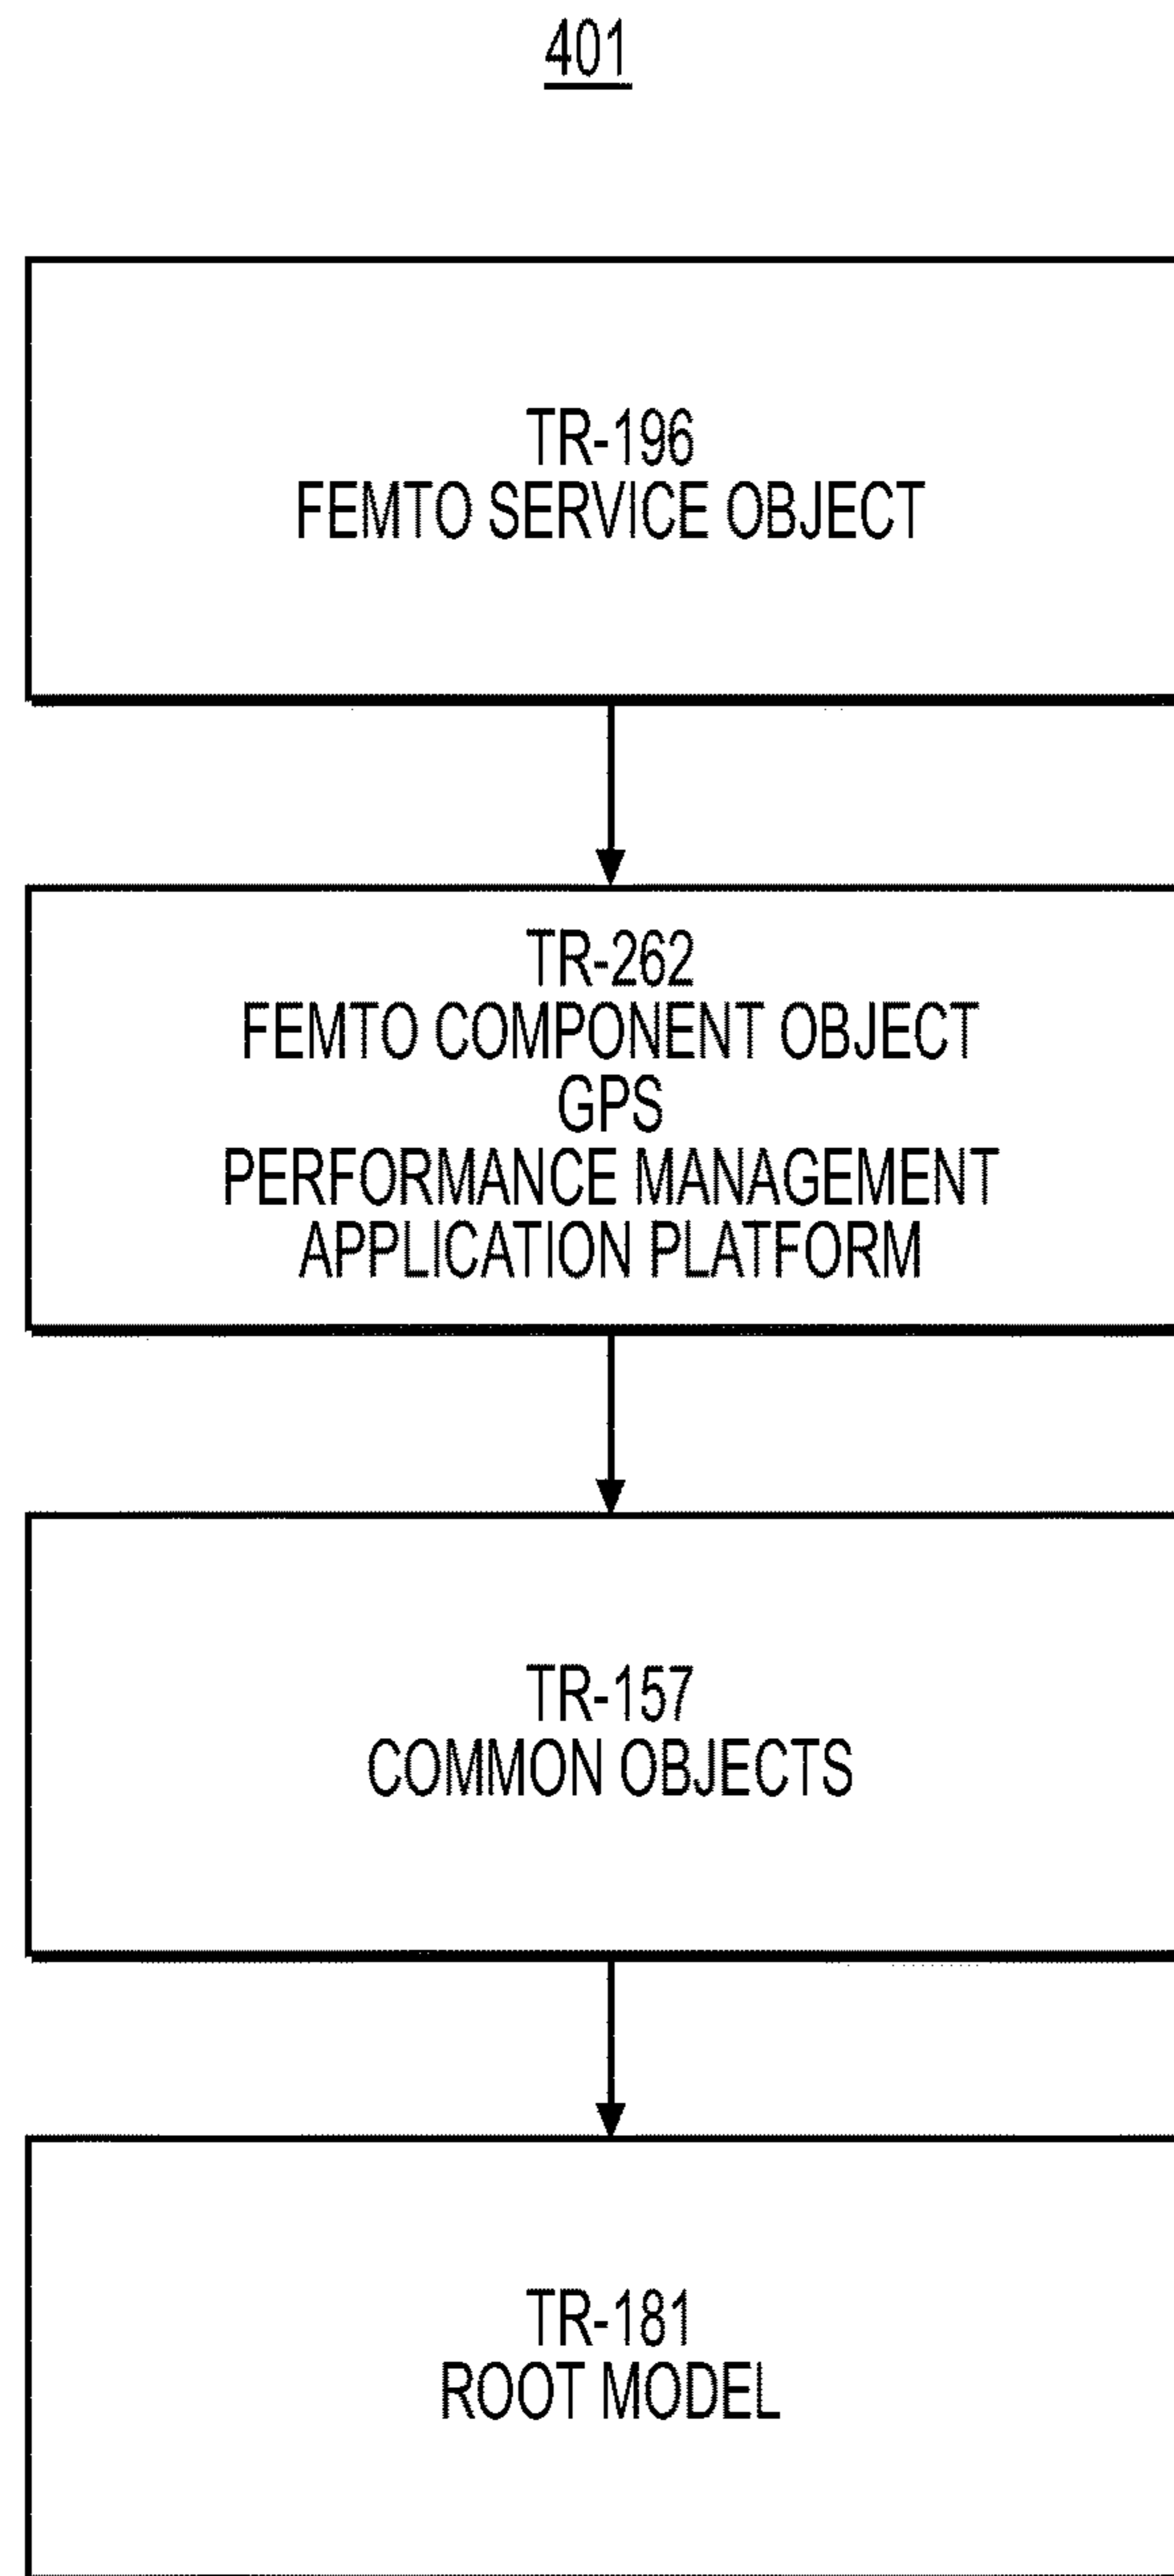 401
TR-196
FEMTO SERVICE OBJECT
TR-262
FEMTO COMPONENT OBJECT
GPS
PERFORMANCE MANAGEMENT
APPLICATION PLATFORM
TR-157
COMMON OBJECTS
TR-181
ROOT MODEL